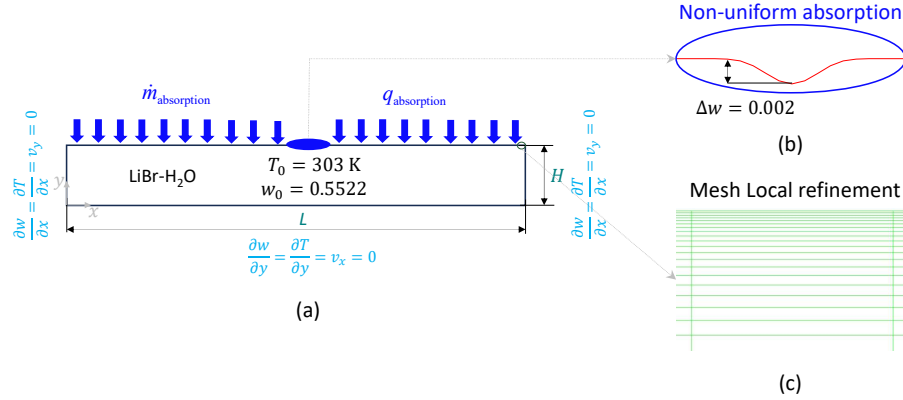 Non-uniform absorption
Δw = 0.002
(b)
ṁ_absorption
q_absorption
∂w/∂x = ∂T/∂x = v_y = 0
LiBr-H₂O
T₀ = 303 K
w₀ = 0.5522
H
y
x
L
∂w/∂x = ∂T/∂x = v_y = 0
∂w/∂y = ∂T/∂y = v_x = 0
(a)
Mesh Local refinement
(c)